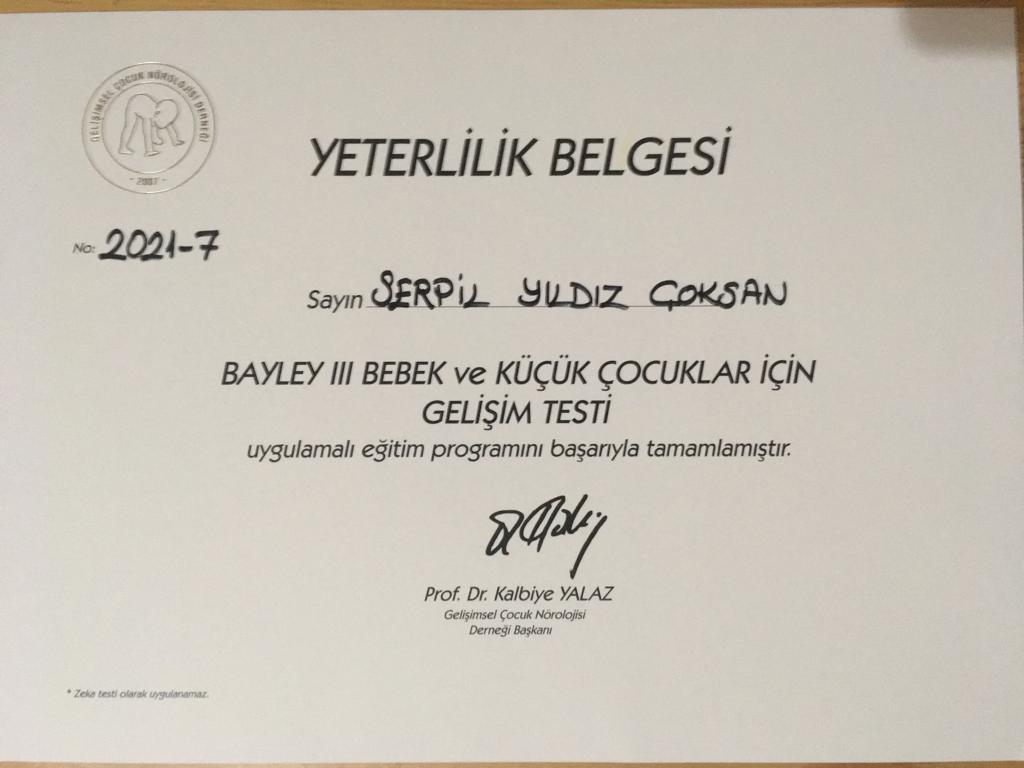 GELİŞİMSEL ÇOCUK NÖROLOJİSİ DERNEĞİ
- 2007 -
YETERLİLİK BELGESİ
No: 2021-7
Sayın SERPİL YILDIZ GÖKSAN
BAYLEY III BEBEK ve KÜÇÜK ÇOCUKLAR İÇİN
GELİŞİM TESTİ
uygulamalı eğitim programını başarıyla tamamlamıştır.
Prof. Dr. Kalbiye YALAZ
Gelişimsel Çocuk Nörolojisi
Derneği Başkanı
* Zeka testi olarak uygulanamaz.